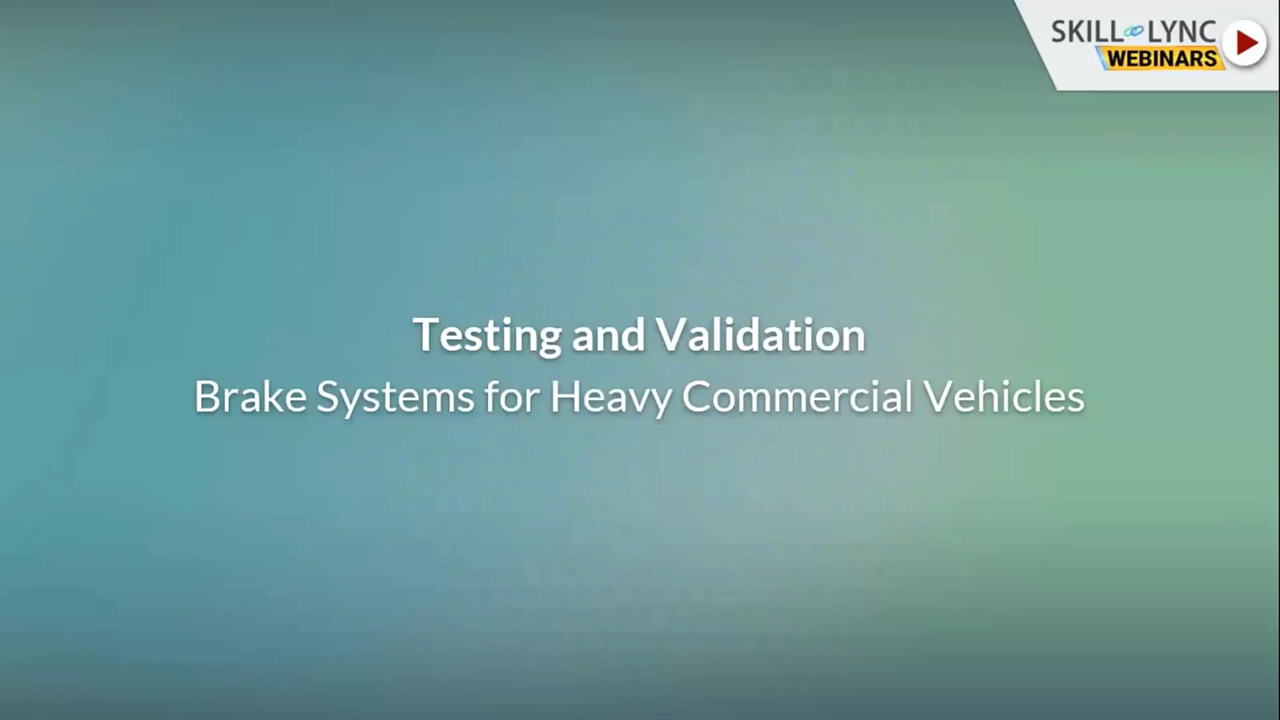 SKILL LYNC
WEBINARS
Testing and Validation
Brake Systems for Heavy Commercial Vehicles